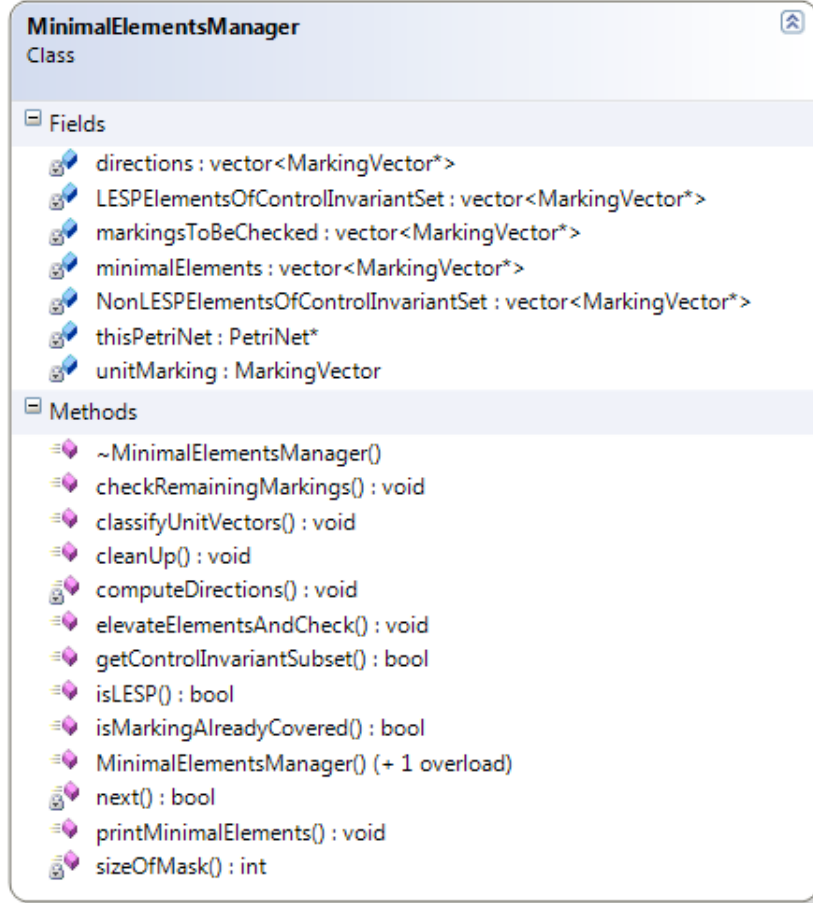 MinimalElementsManager
Class
Fields
directions : vector<MarkingVector*>
LESPElementsOfControlInvariantSet : vector<MarkingVector*>
markingsToBeChecked : vector<MarkingVector*>
minimalElements : vector<MarkingVector*>
NonLESPElementsOfControlInvariantSet : vector<MarkingVector*>
thisPetriNet : PetriNet*
unitMarking : MarkingVector
Methods
~MinimalElementsManager()
checkRemainingMarkings() : void
classifyUnitVectors() : void
cleanUp() : void
computeDirections() : void
elevateElementsAndCheck() : void
getControlInvariantSubset() : bool
isLESP() : bool
isMarkingAlreadyCovered() : bool
MinimalElementsManager() (+ 1 overload)
next() : bool
printMinimalElements() : void
sizeOfMask() : int